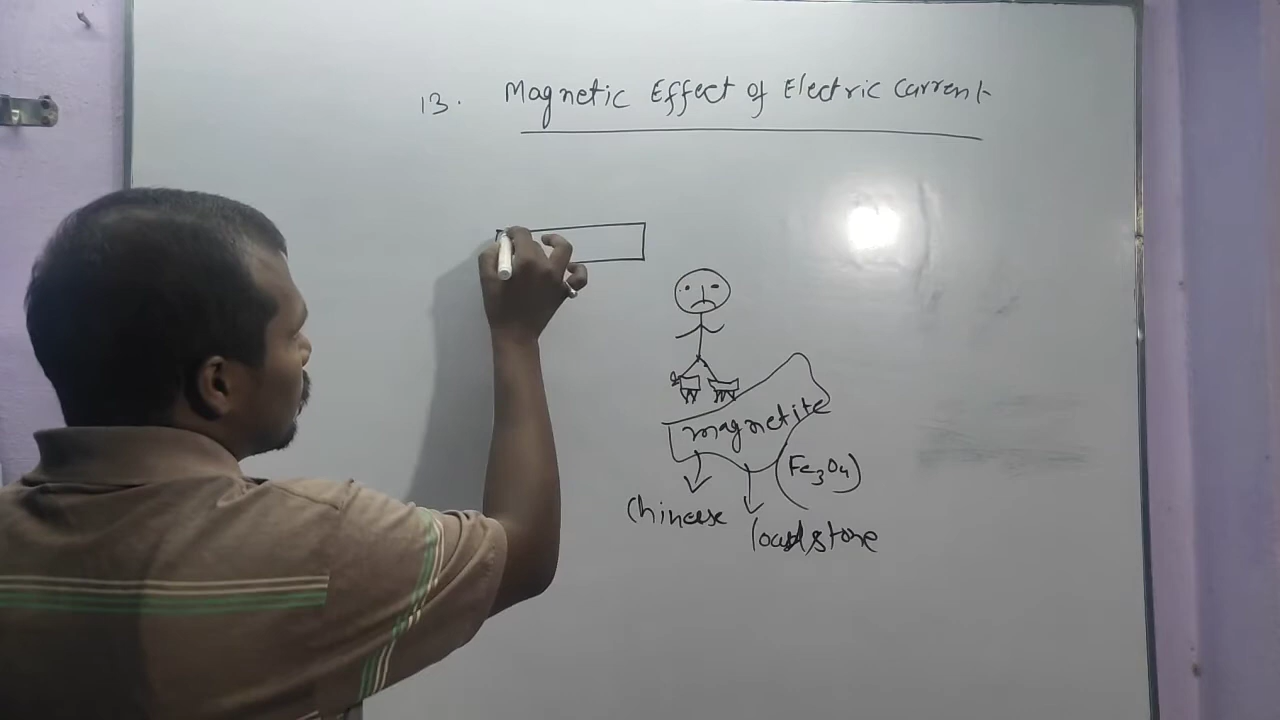 13. Magnetic Effect of Electric Current
magnetite
(Fe3O4)
Chinese
loadstone